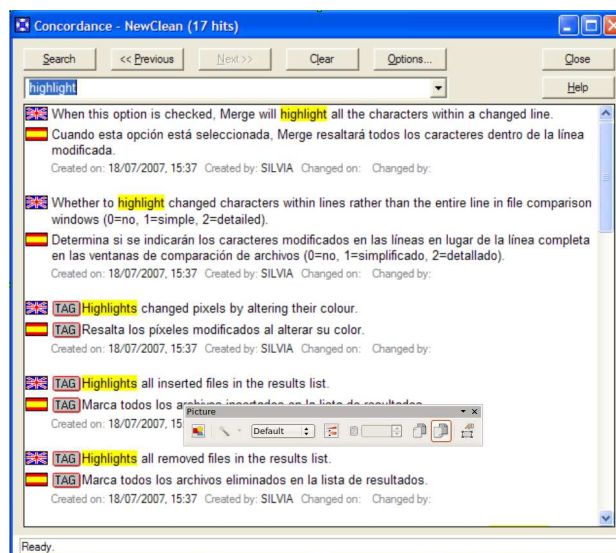 Concordance - NewClean (17 hits)
Search << Previous Next >> Clear Options... Close
highlight Help
When this option is checked, Merge will highlight all the characters within a changed line.
Cuando esta opción está seleccionada, Merge resaltará todos los caracteres dentro de la línea
modificada.
Created on: 18/07/2007, 15:37 Created by: SILVIA Changed on: Changed by:
Whether to highlight changed characters within lines rather than the entire line in file comparison
windows (0=no, 1=simple, 2=detailed).
Determina si se indicarán los caracteres modificados en las líneas en lugar de la línea completa
en las ventanas de comparación de archivos (0=no, 1=simplificado, 2=detallado).
Created on: 18/07/2007, 15:37 Created by: SILVIA Changed on: Changed by:
TAG Highlights changed pixels by altering their colour.
TAG Resalta los píxeles modificados al alterar su color.
Created on: 18/07/2007, 15:37 Created by: SILVIA Changed on: Changed by:
TAG Highlights all inserted files in the results list.
TAG Marca todos los archivos insertados en la lista de resultados.
Picture
Created on: 07/2007, 15
Default
TAG Highlights all removed files in the results list.
TAG Marca todos los archivos eliminados en la lista de resultados.
Created on: 18/07/2007, 15:37 Created by: SILVIA Changed on: Changed by:
Ready.